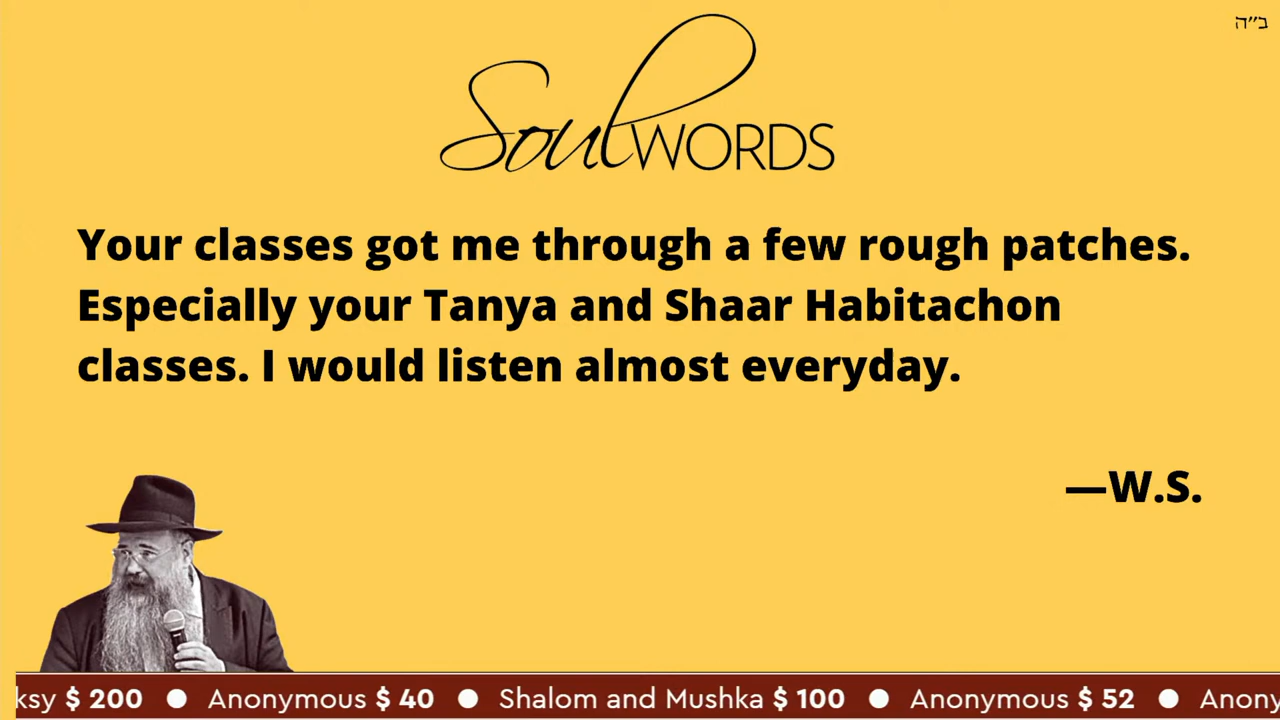 ב״ה
Soulwords
Your classes got me through a few rough patches.
Especially your Tanya and Shaar Habitachon
classes. I would listen almost everyday.
—W.S.
ksy $ 200 ● Anonymous $ 40 ● Shalom and Mushka $ 100 ● Anonymous $ 52 ● Anony